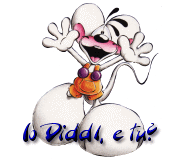 Io Diddl, e tu?